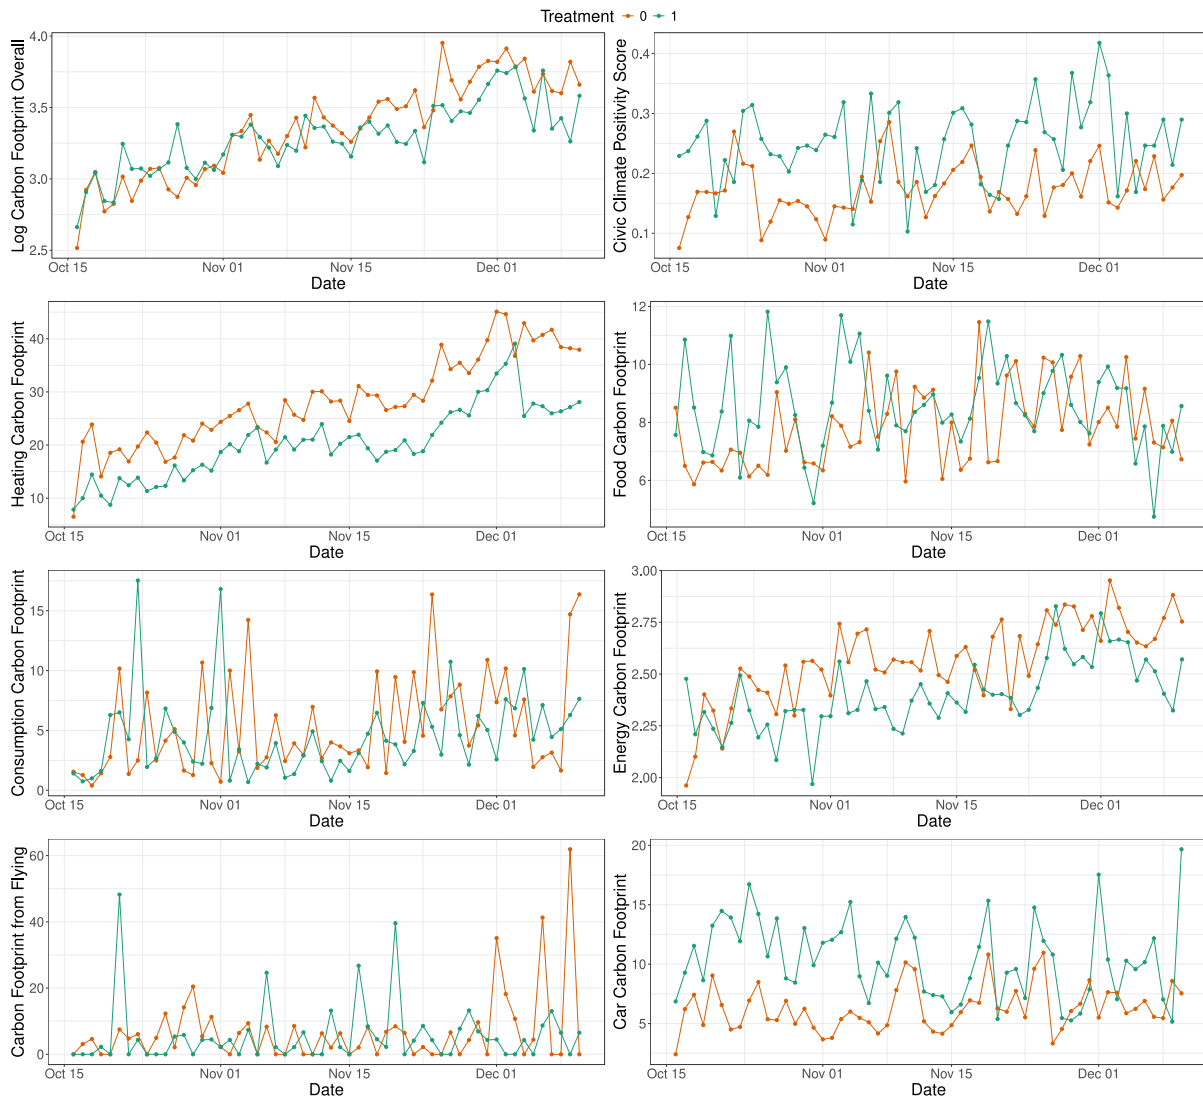 Treatment 0 1
Log Carbon Footprint Overall
4.0
3.5
3.0
2.5
Oct 15 Nov 01 Nov 15 Dec 01
Date
Civic Climate Positivity Score
0.4
0.3
0.2
0.1
Oct 15 Nov 01 Nov 15 Dec 01
Date
Heating Carbon Footprint
40
30
20
10
Oct 15 Nov 01 Nov 15 Dec 01
Date
Food Carbon Footprint
12
10
8
6
Oct 15 Nov 01 Nov 15 Dec 01
Date
Consumption Carbon Footprint
15
10
5
0
Oct 15 Nov 01 Nov 15 Dec 01
Date
Energy Carbon Footprint
3.00
2.75
2.50
2.25
2.00
Oct 15 Nov 01 Nov 15 Dec 01
Date
Carbon Footprint from Flying
60
40
20
0
Oct 15 Nov 01 Nov 15 Dec 01
Date
Car Carbon Footprint
20
15
10
5
Oct 15 Nov 01 Nov 15 Dec 01
Date